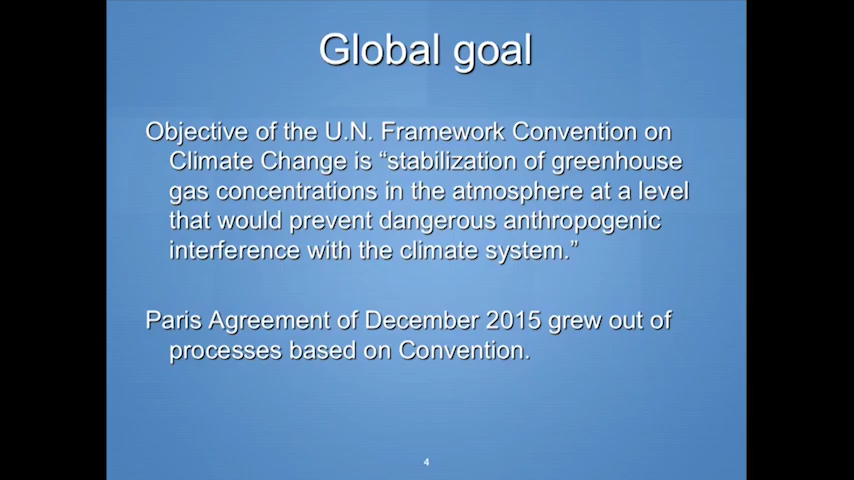 Global goal
Objective of the U.N. Framework Convention on
Climate Change is “stabilization of greenhouse
gas concentrations in the atmosphere at a level
that would prevent dangerous anthropogenic
interference with the climate system.”
Paris Agreement of December 2015 grew out of
processes based on Convention.
4